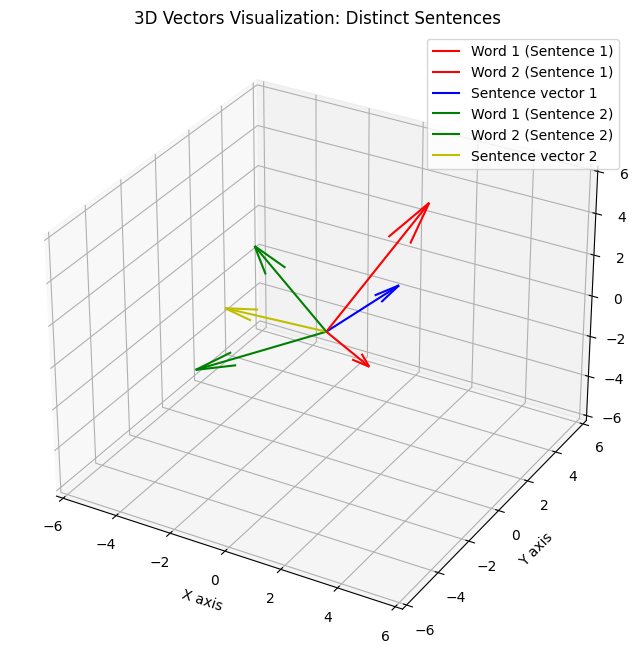 3D Vectors Visualization: Distinct Sentences
Word 1 (Sentence 1)
Word 2 (Sentence 1)
Sentence vector 1
Word 1 (Sentence 2)
Word 2 (Sentence 2)
Sentence vector 2
6
4
2
0
−2
−4
−6
−6
−4
−2
0
2
4
6
X axis
−6
−4
−2
0
2
4
6
Y axis